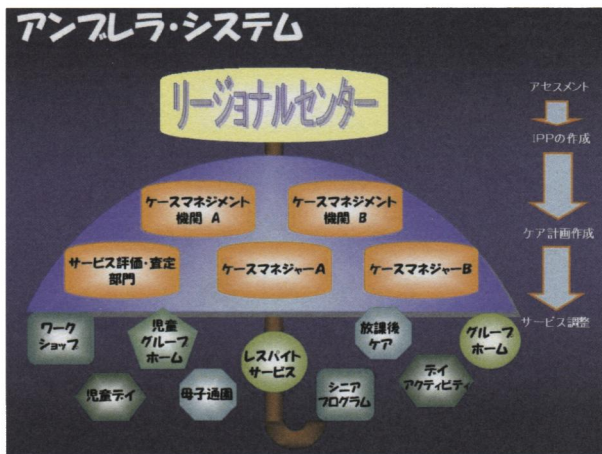 アンブレラ・システム
リージョナルセンター
アセスメント
IPPの作成
ケア計画作成
サービス調整
ケースマネジメント
機関 A
ケースマネジメント
機関 B
サービス評価・査定
部門
ケースマネジャーA
ケースマネジャーB
ワーク
ショップ
児童
グループ
ホーム
レスパイト
サービス
放課後
ケア
グループ
ホーム
児童デイ
母子通園
シニア
プログラム
デイ
アクティビティ